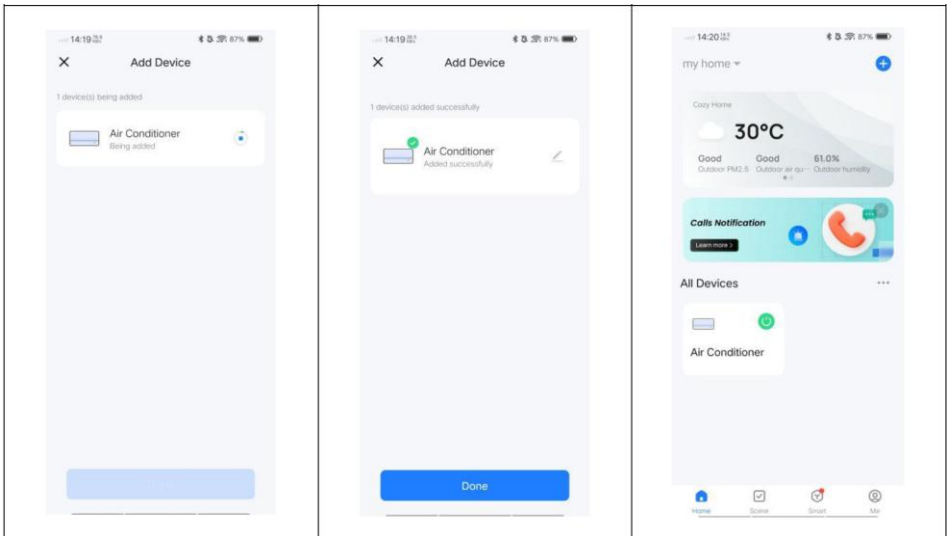 14:19
87%
Add Device
1 device(s) being added
Air Conditioner
Being added
14:19
87%
Add Device
1 device(s) added successfully
Air Conditioner
Added successfully
Done
14:20
87%
my home
Cozy Home
30°C
Good Good 61.0%
Outdoor PM2.5 Outdoor air qu... Outdoor humidity
Calls Notification
Learn more >
All Devices
Air Conditioner
Home Scene Smart Me